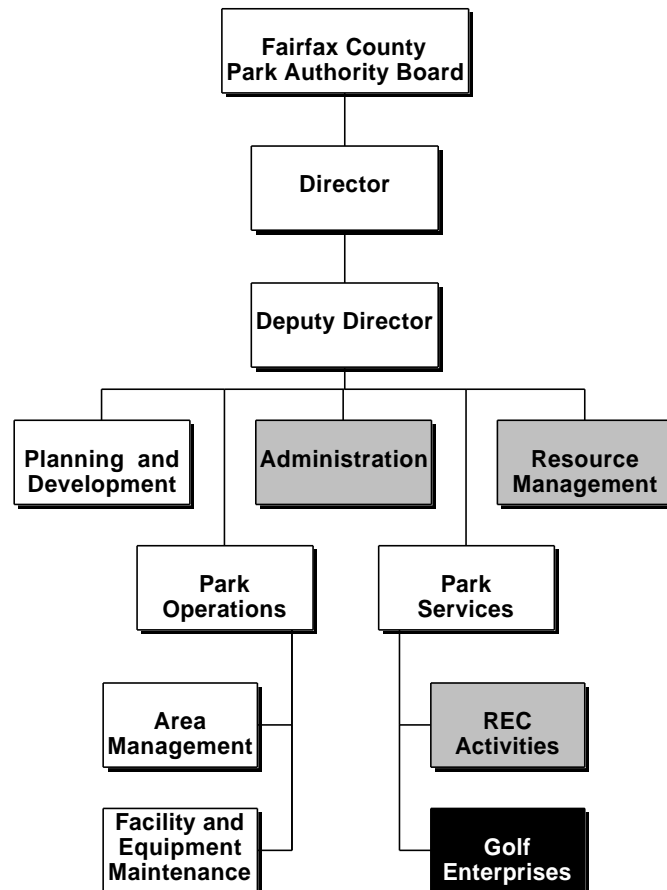 Fairfax County
Park Authority Board
Director
Deputy Director
Planning and
Development
Administration
Resource
Management
Park
Operations
Park
Services
Area
Management
REC
Activities
Facility and
Equipment
Maintenance
Golf
Enterprises